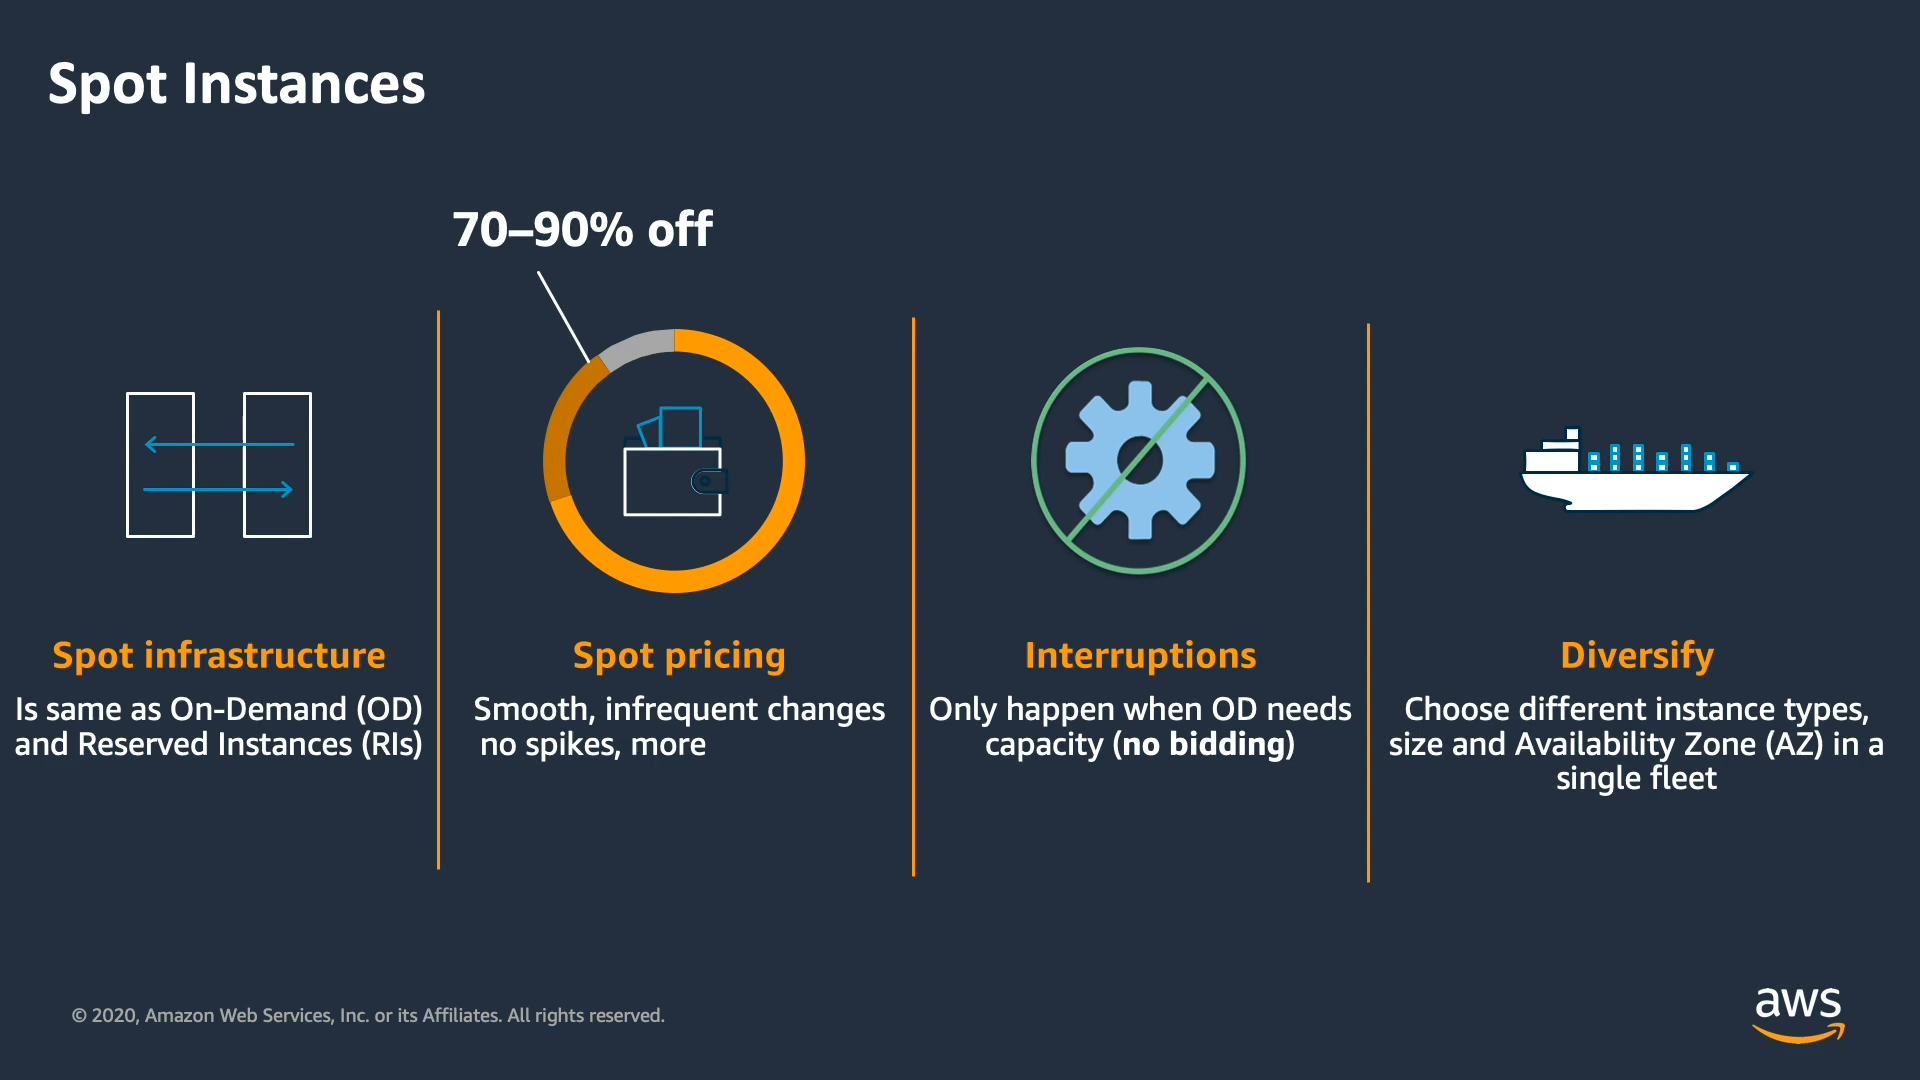 Spot Instances
70–90% off
Spot infrastructure
Is same as On-Demand (OD)
and Reserved Instances (RIs)
Spot pricing
Smooth, infrequent changes
no spikes, more
Interruptions
Only happen when OD needs
capacity (no bidding)
Diversify
Choose different instance types,
size and Availability Zone (AZ) in a
single fleet
© 2020, Amazon Web Services, Inc. or its Affiliates. All rights reserved.
aws